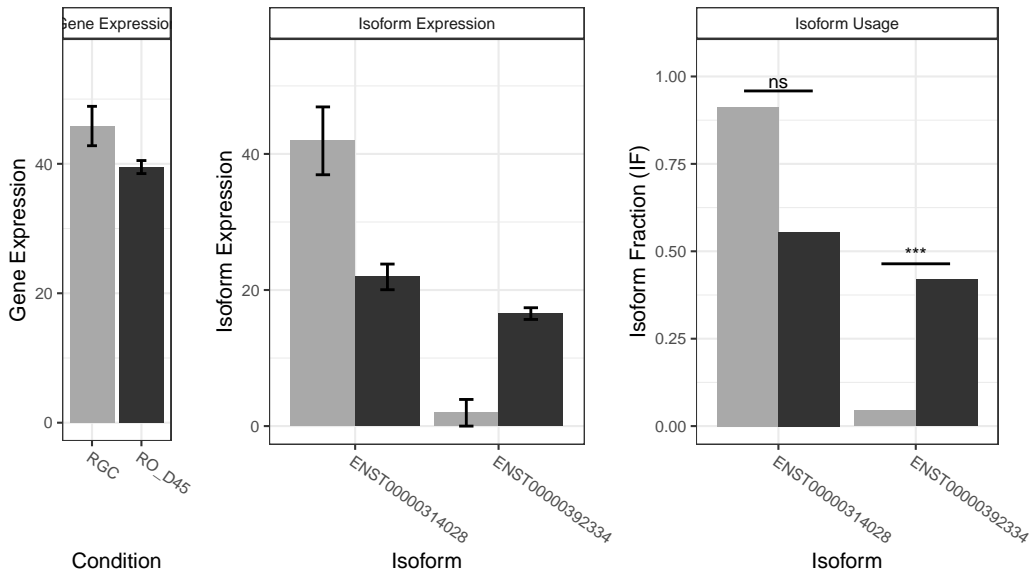 Gene Expression
Isoform Expression
Isoform Usage
Gene Expression
40
20
0
RGC
RO_D45
Condition
Isoform Expression
40
20
0
ENST00000314028
ENST00000392334
Isoform
Isoform Fraction (IF)
1.00
0.75
0.50
0.25
0.00
ns
***
ENST00000314028
ENST00000392334
Isoform